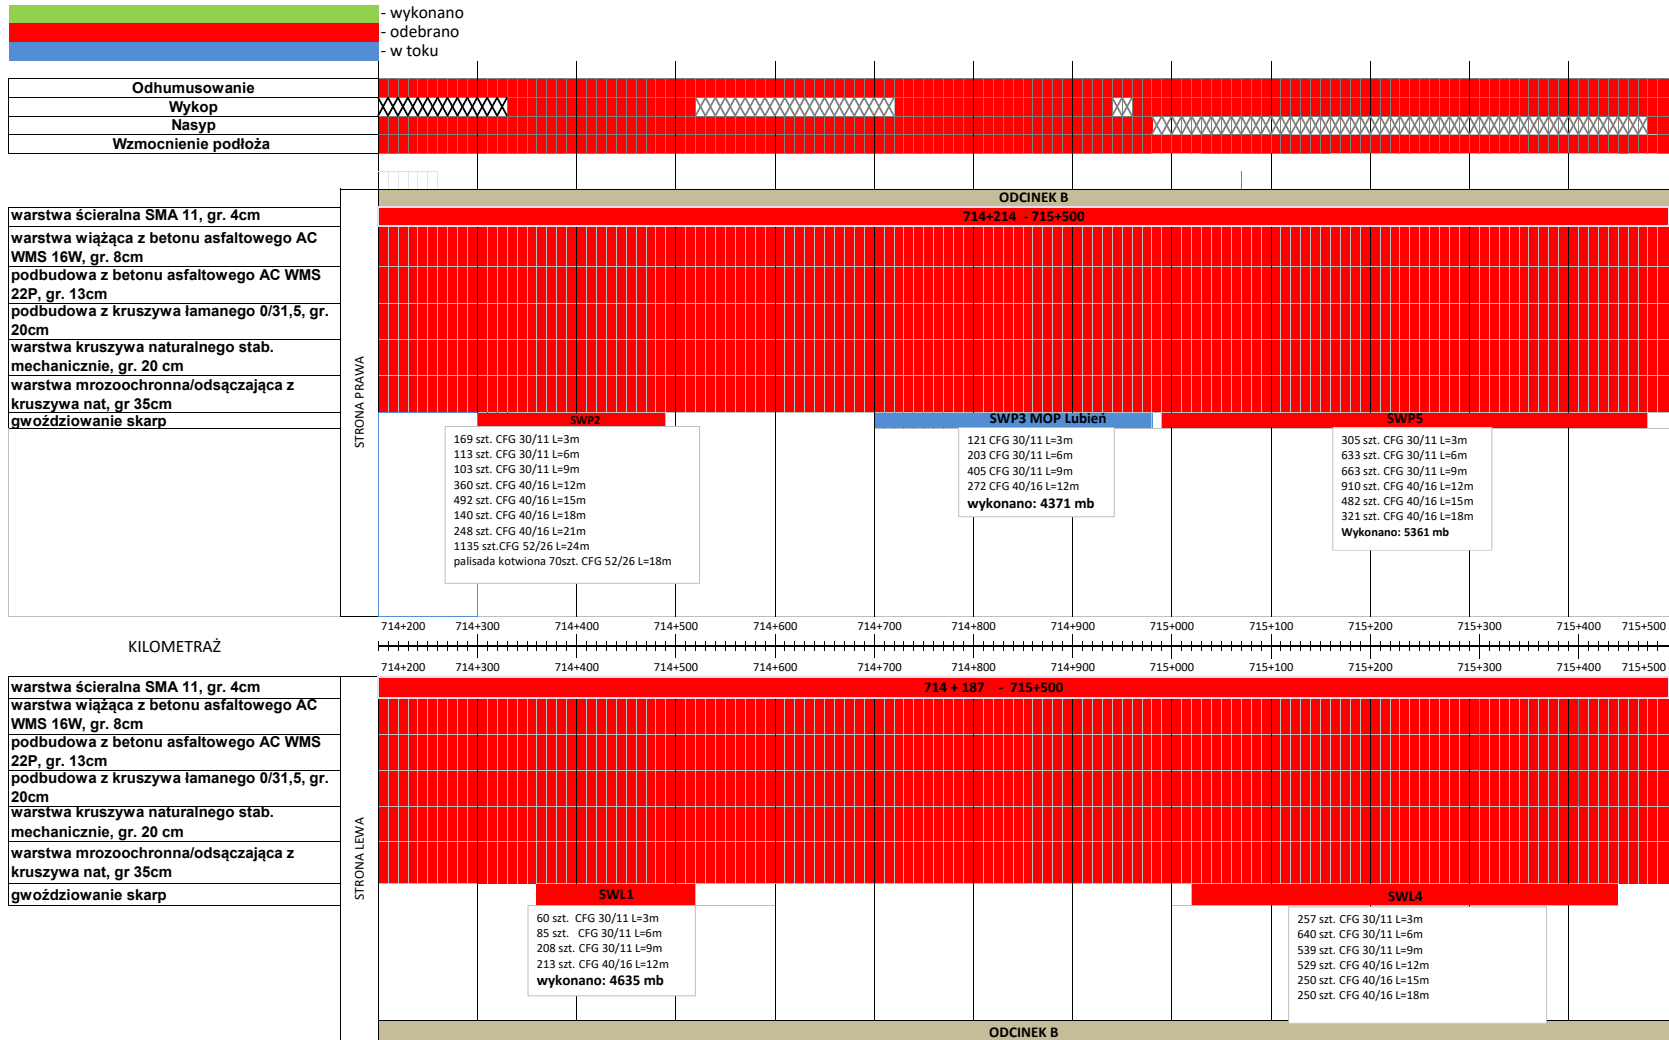 - wykonano
- odebrano
- w toku
Odhumusowanie
Wykop
Nasyp
Wzmocnienie podłoża
ODCINEK B
STRONA PRAWA
warstwa ścieralna SMA 11, gr. 4cm
714+214 - 715+500
warstwa wiążąca z betonu asfaltowego AC
WMS 16W, gr. 8cm
podbudowa z betonu asfaltowego AC WMS
22P, gr. 13cm
podbudowa z kruszywa łamanego 0/31,5, gr.
20cm
warstwa kruszywa naturalnego stab.
mechanicznie, gr. 20 cm
warstwa mrozoochronna/odsączająca z
kruszywa nat, gr 35cm
gwoździowanie skarp
SWP2
169 szt. CFG 30/11 L=3m
113 szt. CFG 30/11 L=6m
103 szt. CFG 30/11 L=9m
360 szt. CFG 40/16 L=12m
492 szt. CFG 40/16 L=15m
140 szt. CFG 40/16 L=18m
248 szt. CFG 40/16 L=21m
1135 szt.CFG 52/26 L=24m
palisada kotwiona 70szt. CFG 52/26 L=18m
SWP3 MOP Lubień
121 CFG 30/11 L=3m
203 CFG 30/11 L=6m
405 CFG 30/11 L=9m
272 CFG 40/16 L=12m
wykonano: 4371 mb
SWP5
305 szt. CFG 30/11 L=3m
633 szt. CFG 30/11 L=6m
663 szt. CFG 30/11 L=9m
910 szt. CFG 40/16 L=12m
482 szt. CFG 40/16 L=15m
321 szt. CFG 40/16 L=18m
Wykonano: 5361 mb
714+200 714+300 714+400 714+500 714+600 714+700 714+800 714+900 715+000 715+100 715+200 715+300 715+400 715+500
KILOMETRAŻ
714+200 714+300 714+400 714+500 714+600 714+700 714+800 714+900 715+000 715+100 715+200 715+300 715+400 715+500
STRONA LEWA
warstwa ścieralna SMA 11, gr. 4cm
714 + 187 - 715+500
warstwa wiążąca z betonu asfaltowego AC
WMS 16W, gr. 8cm
podbudowa z betonu asfaltowego AC WMS
22P, gr. 13cm
podbudowa z kruszywa łamanego 0/31,5, gr.
20cm
warstwa kruszywa naturalnego stab.
mechanicznie, gr. 20 cm
warstwa mrozoochronna/odsączająca z
kruszywa nat, gr 35cm
gwoździowanie skarp
SWL1
60 szt. CFG 30/11 L=3m
85 szt. CFG 30/11 L=6m
208 szt. CFG 30/11 L=9m
213 szt. CFG 40/16 L=12m
wykonano: 4635 mb
SWL4
257 szt. CFG 30/11 L=3m
640 szt. CFG 30/11 L=6m
539 szt. CFG 30/11 L=9m
529 szt. CFG 40/16 L=12m
250 szt. CFG 40/16 L=15m
250 szt. CFG 40/16 L=18m
ODCINEK B